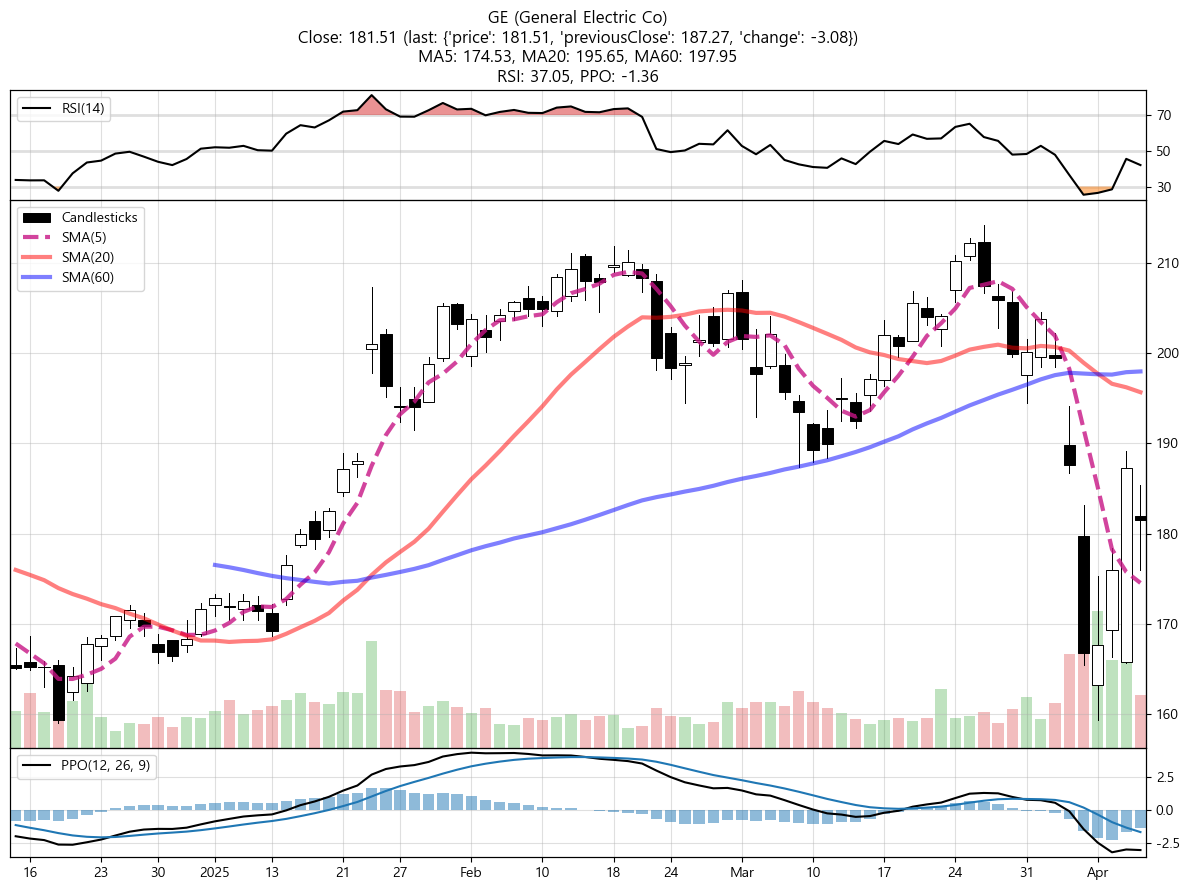 GE (General Electric Co)
Close: 181.51 (last: {'price': 181.51, 'previousClose': 187.27, 'change': -3.08})
MA5: 174.53, MA20: 195.65, MA60: 197.95
RSI: 37.05, PPO: -1.36
RSI(14)
70
50
30
Candlesticks
SMA(5)
SMA(20)
SMA(60)
210
200
190
180
170
160
PPO(12, 26, 9)
2.5
0.0
−2.5
16 23 30 2025 13 21 27 Feb 10 18 24 Mar 10 17 24 31 Apr